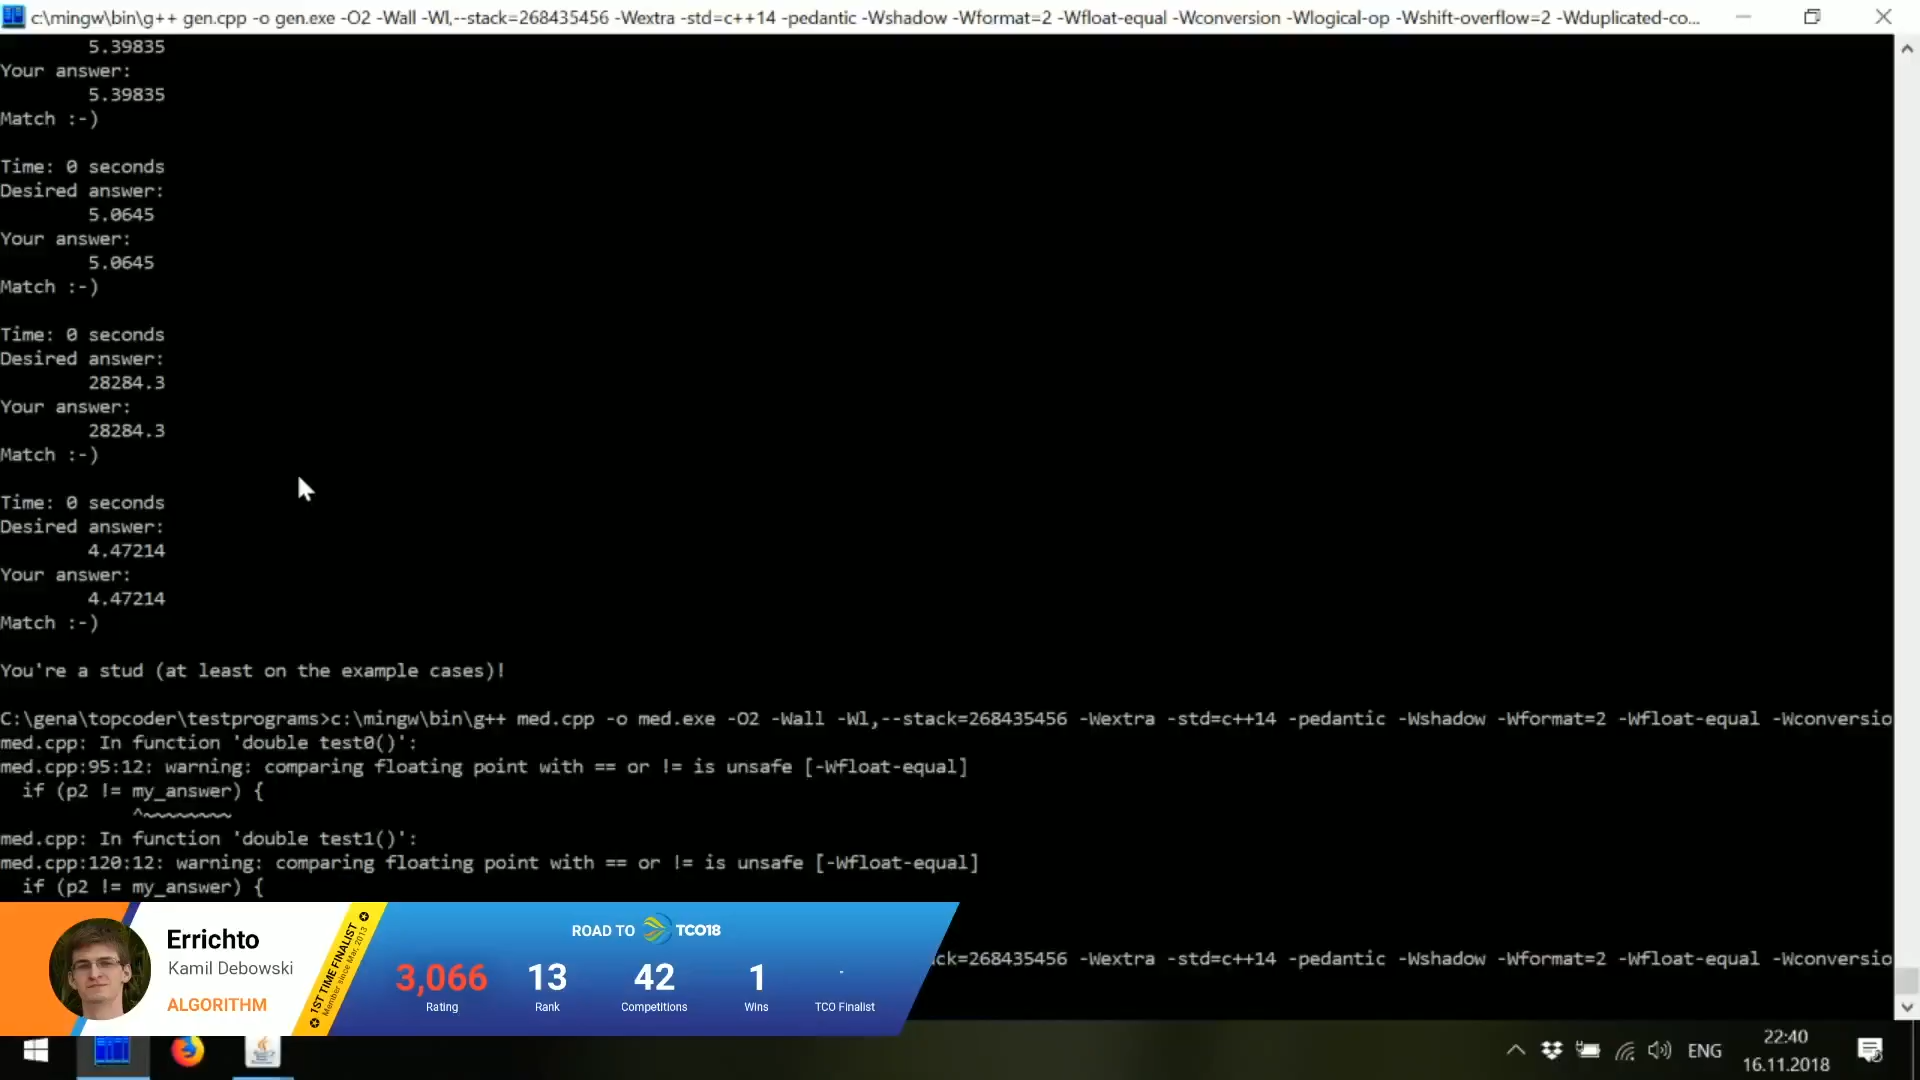 c:\mingw\bin\g++ gen.cpp -o gen.exe -O2 -Wall -Wl,--stack=268435456 -Wextra -std=c++14 -pedantic -Wshadow -Wformat=2 -Wfloat-equal -Wconversion -Wlogical-op -Wshift-overflow=2 -Wduplicated-co...
5.39835
Your answer:
5.39835
Match :-)
Time: 0 seconds
Desired answer:
5.0645
Your answer:
5.0645
Match :-)
Time: 0 seconds
Desired answer:
28284.3
Your answer:
28284.3
Match :-)
Time: 0 seconds
Desired answer:
4.47214
Your answer:
4.47214
Match :-)
You're a stud (at least on the example cases)!
C:\gena\topcoder\testprograms>c:\mingw\bin\g++ med.cpp -o med.exe -O2 -Wall -Wl,--stack=268435456 -Wextra -std=c++14 -pedantic -Wshadow -Wformat=2 -Wfloat-equal -Wconversio
med.cpp: In function 'double test0()':
med.cpp:95:12: warning: comparing floating point with == or != is unsafe [-Wfloat-equal]
if (p2 != my_answer) {
^~~~~~~~~
med.cpp: In function 'double test1()':
med.cpp:120:12: warning: comparing floating point with == or != is unsafe [-Wfloat-equal]
if (p2 != my_answer) {
ck=268435456 -Wextra -std=c++14 -pedantic -Wshadow -Wformat=2 -Wfloat-equal -Wconversio
Errichto
Kamil Debowski
ALGORITHM
1ST TIME FINALIST
Member since Mar, 2013
ROAD TO TCO18
3,066 13 42 1 -
Rating Rank Competitions Wins TCO Finalist
ENG
22:40
16.11.2018